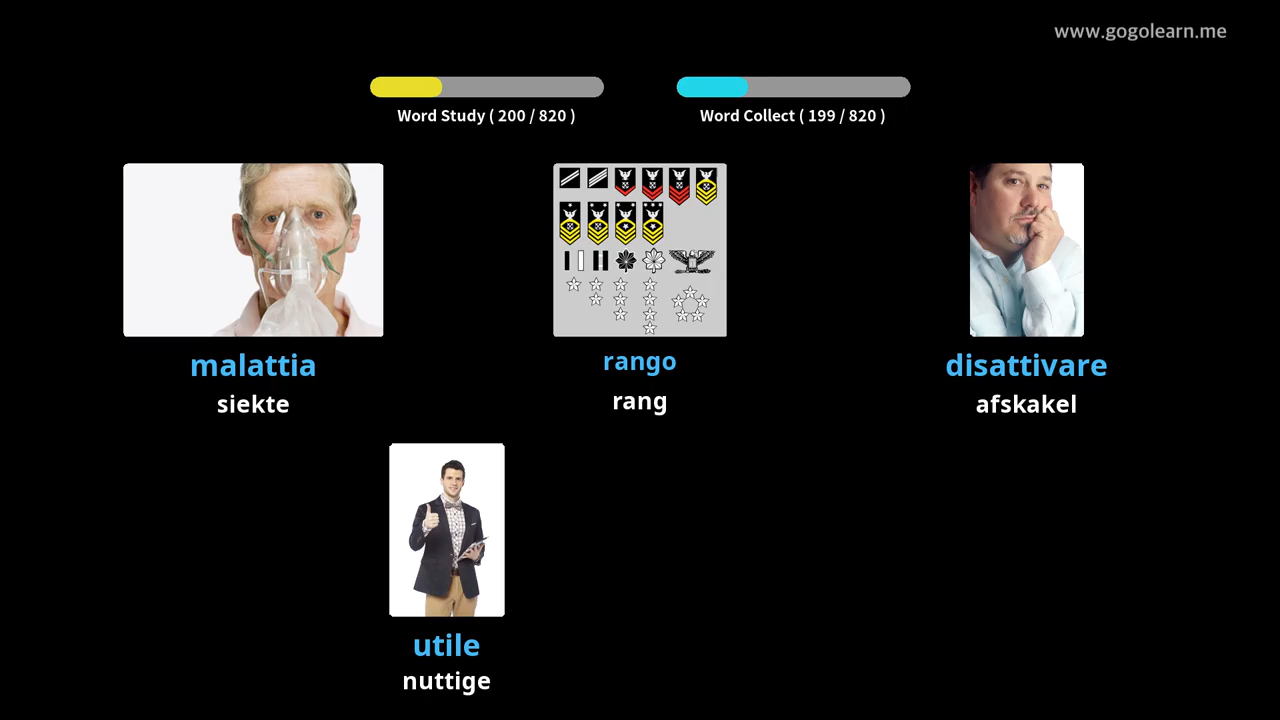 www.gogolearn.me
Word Study ( 200 / 820 )
Word Collect ( 199 / 820 )
malattia
siekte
rango
rang
disattivare
afskakel
utile
nuttige